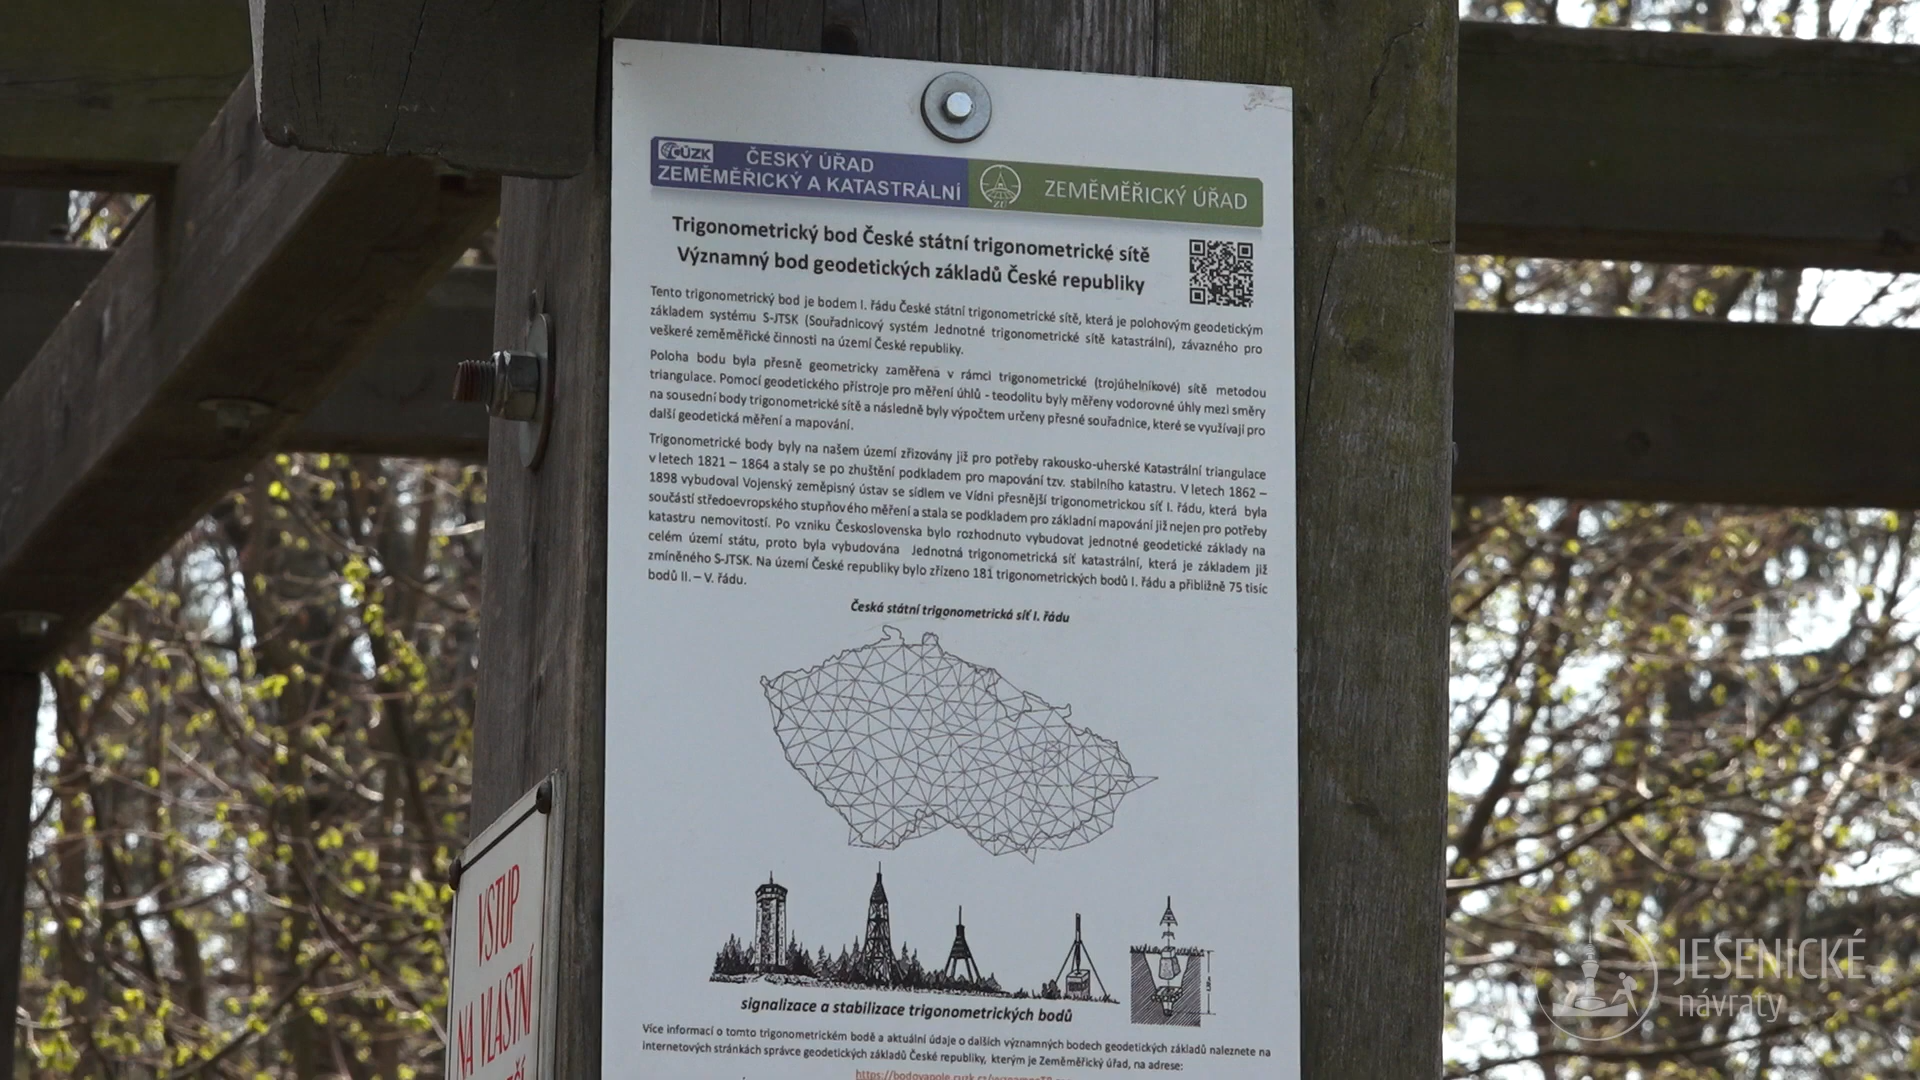 ČÚZK
ČESKÝ ÚŘAD
ZEMĚMĚŘICKÝ A KATASTRÁLNÍ
ZÚ
ZEMĚMĚŘICKÝ ÚŘAD
Trigonometrický bod České státní trigonometrické sítě
Významný bod geodetických základů České republiky
Tento trigonometrický bod je bodem I. řádu České státní trigonometrické sítě, která je polohovým geodetickým
základem systému S-JTSK (Souřadnicový systém Jednotné trigonometrické sítě katastrální), závazného pro
veškeré zeměměřické činnosti na území České republiky.
Poloha bodu byla přesně geometricky zaměřena v rámci trigonometrické (trojúhelníkové) sítě metodou
triangulace. Pomocí geodetického přístroje pro měření úhlů - teodolitu byly měřeny vodorovné úhly mezi směry
na sousední body trigonometrické sítě a následně byly výpočtem určeny přesné souřadnice, které se využívají pro
další geodetická měření a mapování.
Trigonometrické body byly na našem území zřizovány již pro potřeby rakousko-uherské Katastrální triangulace
v letech 1821 – 1864 a staly se po zhuštění podkladem pro mapování tzv. stabilního katastru. V letech 1862 –
1898 vybudoval Vojenský zeměpisný ústav se sídlem ve Vídni přesnější trigonometrickou síť I. řádu, která byla
součástí středoevropského stupňového měření a stala se podkladem pro základní mapování již nejen pro potřeby
katastru nemovitostí. Po vzniku Československa bylo rozhodnuto vybudovat jednotné geodetické základy na
celém území státu, proto byla vybudována Jednotná trigonometrická síť katastrální, která je základem již
zmíněného S-JTSK. Na území České republiky bylo zřízeno 181 trigonometrických bodů I. řádu a přibližně 75 tisíc
bodů II. – V. řádu.
Česká státní trigonometrická síť I. řádu
signalizace a stabilizace trigonometrických bodů
Více informací o tomto trigonometrickém bodě a aktuální údaje o dalších významných bodech geodetických základů naleznete na
internetových stránkách správce geodetických základů České republiky, kterým je Zeměměřický úřad, na adrese:
VSTUP
NA VLASTNÍ
JESENICKÉ
návraty